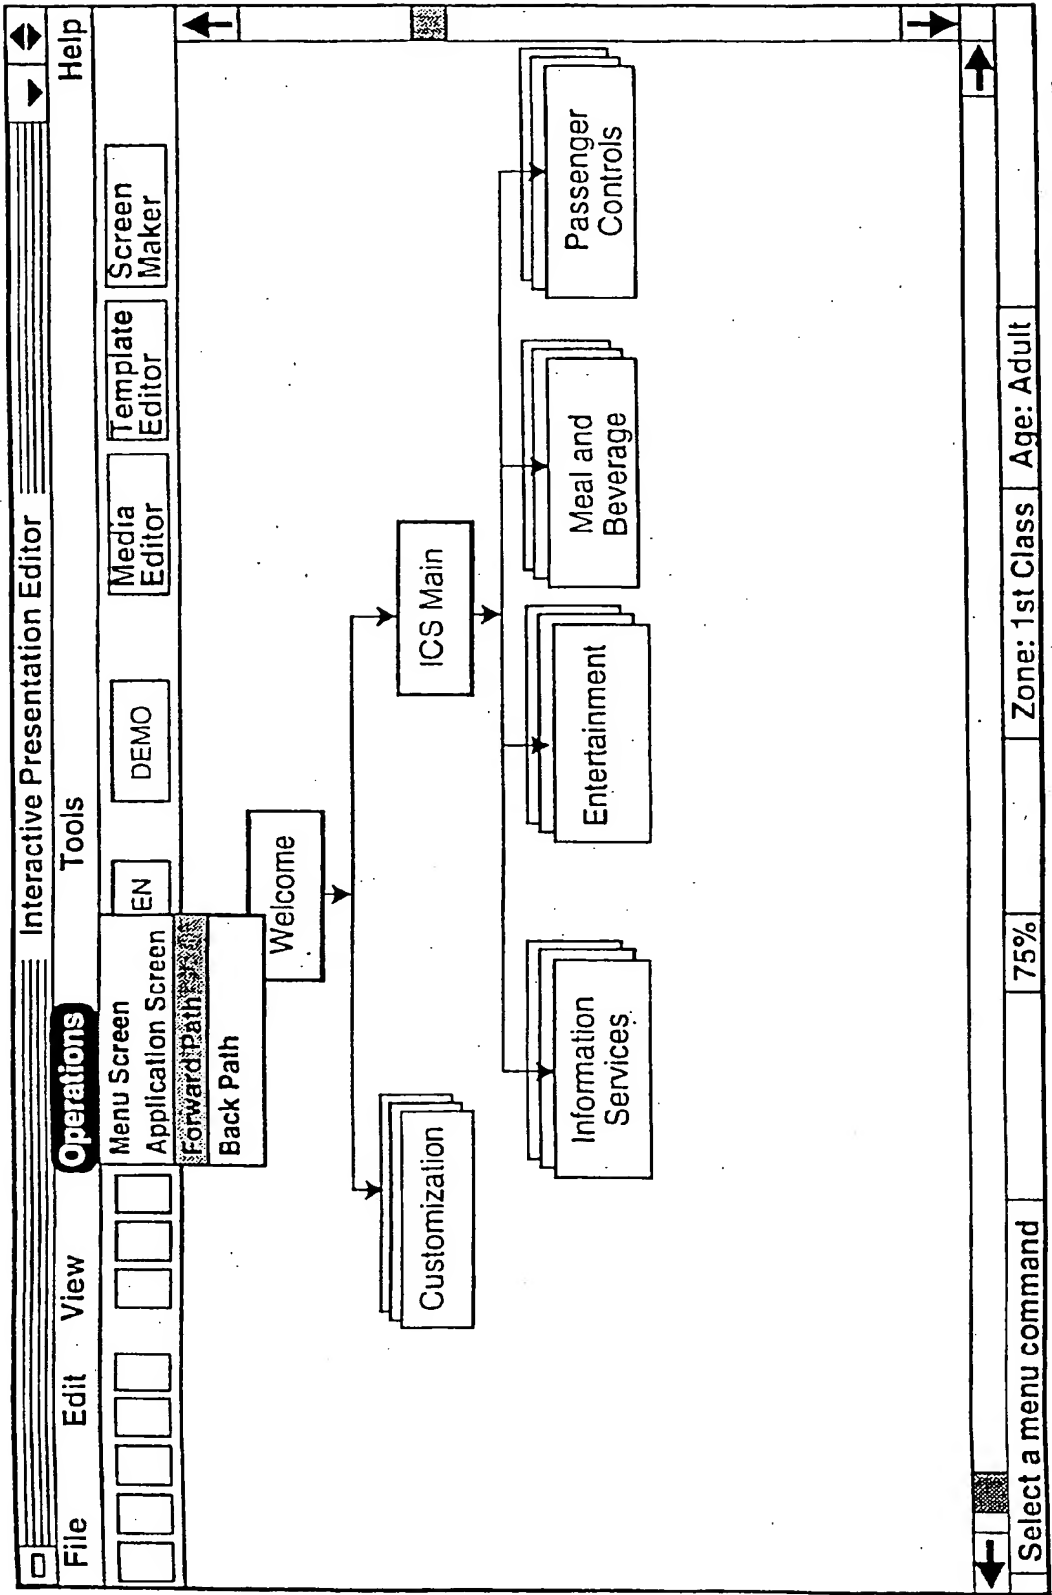 Interactive Presentation Editor
File Edit View Operations Tools Help
Menu Screen
Application Screen
Forward Path
Back Path
EN
DEMO
Media
Editor
Template
Editor
Screen
Maker
Welcome
Customization
ICS Main
Information
Services
Entertainment
Meal and
Beverage
Passenger
Controls
Select a menu command
75%
Zone: 1st Class
Age: Adult